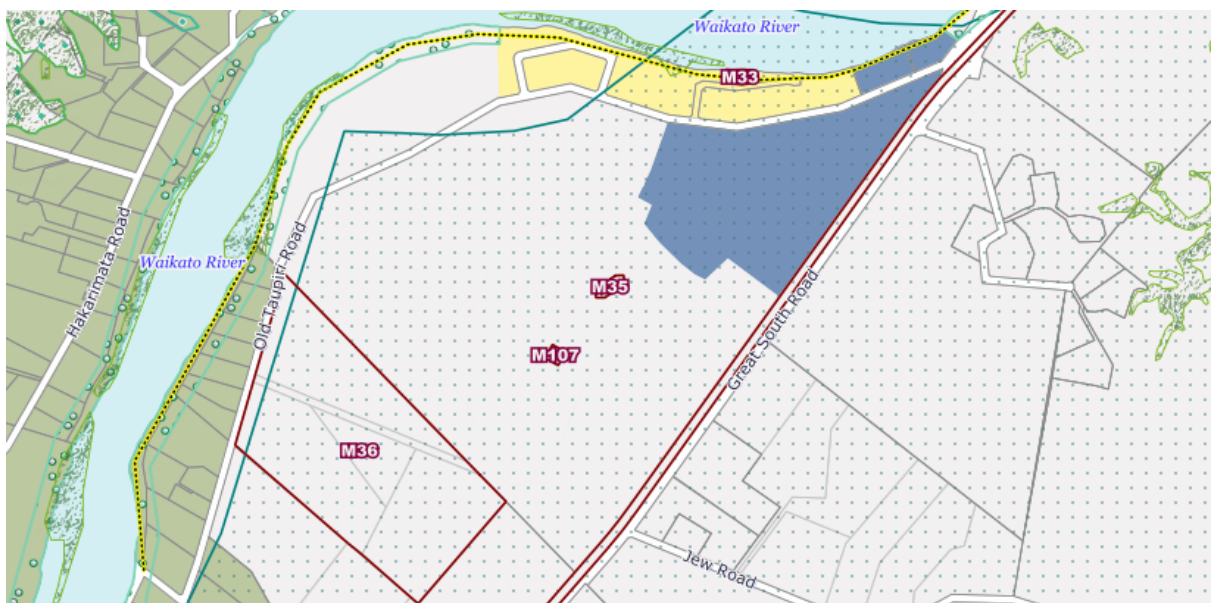 Waikato River
M33
Hakarimata Road
Waikato River
Old Taupiri Road
M35
Great South Road
M107
M36
Jew Road